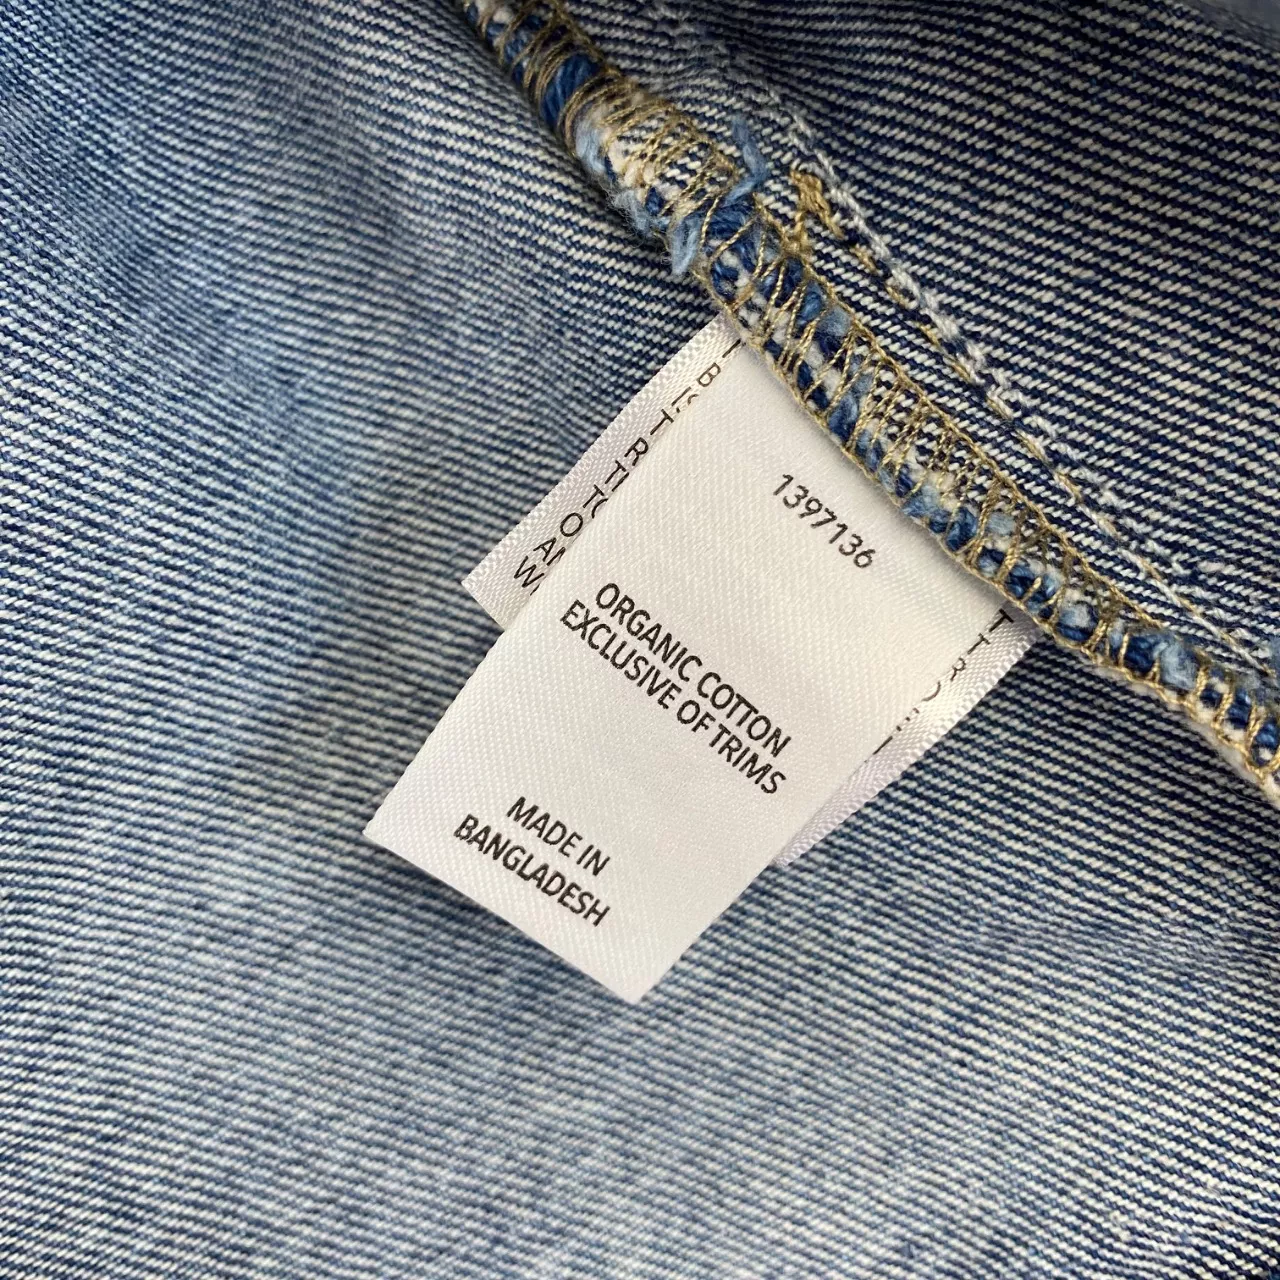 1397136
ORGANIC COTTON
EXCLUSIVE OF TRIMS
MADE IN
BANGLADESH